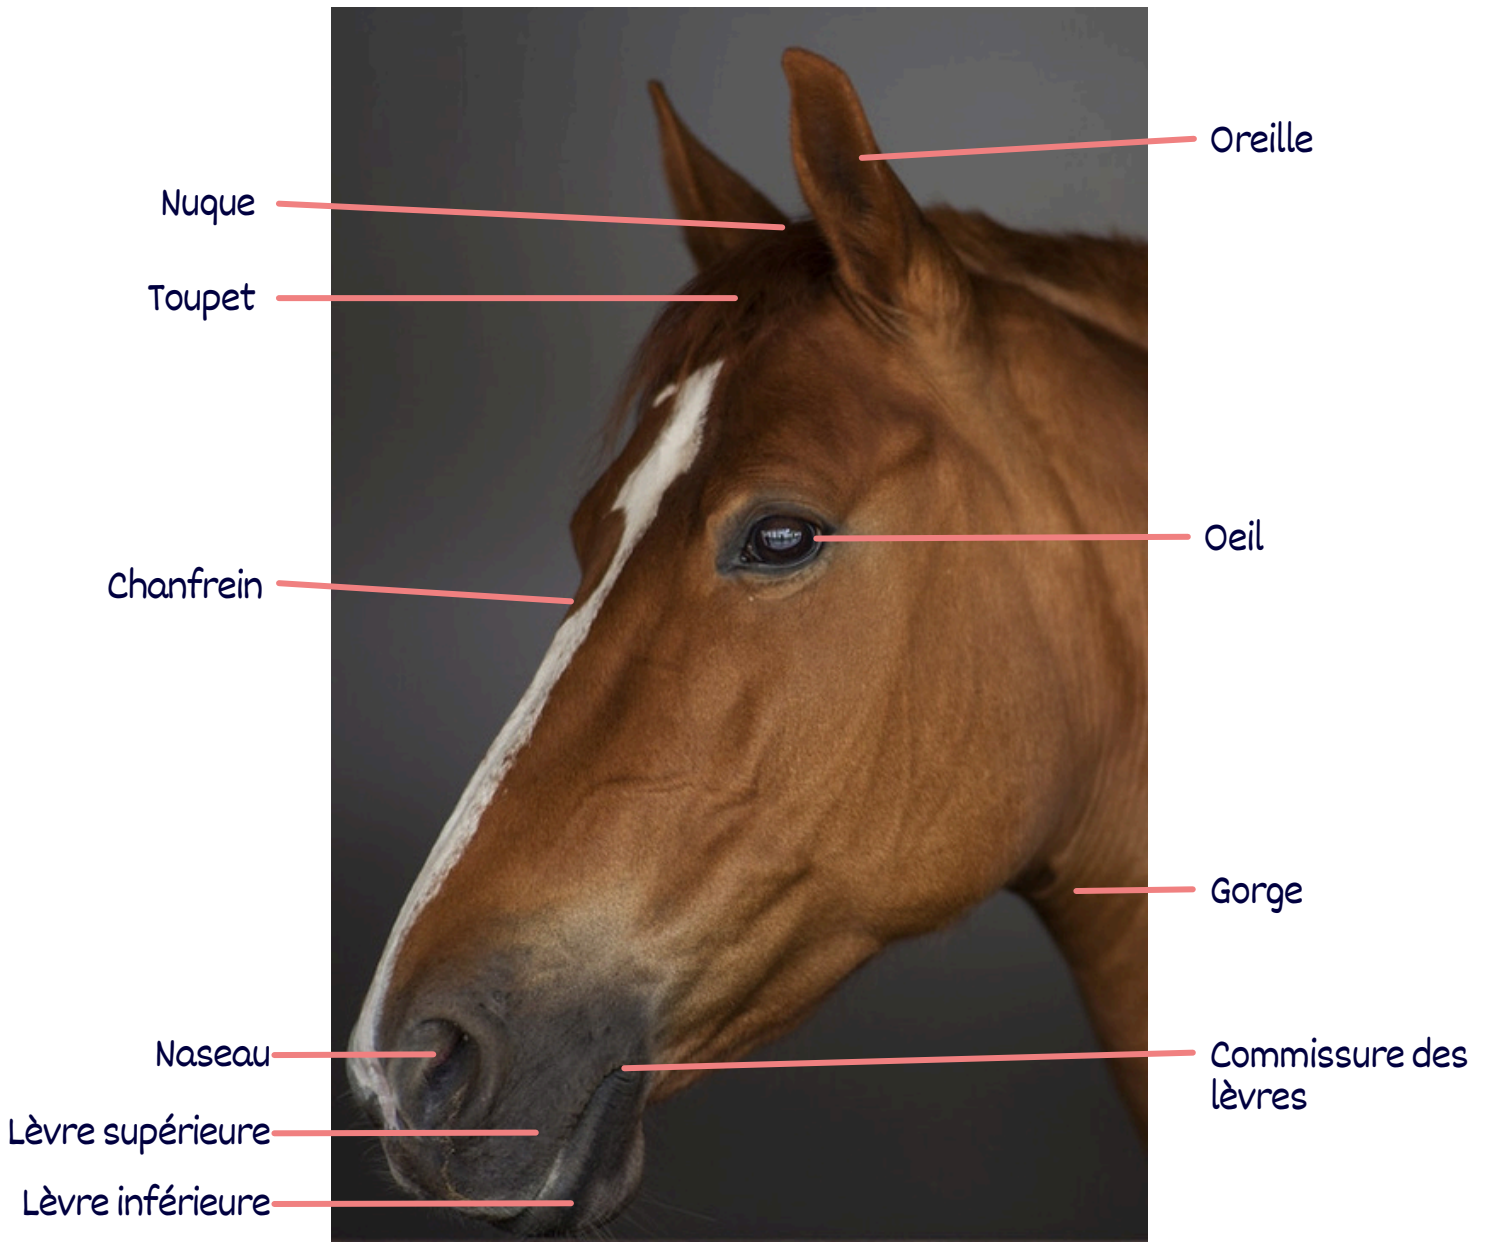 Oreille
Nuque
Toupet
Oeil
Chanfrein
Gorge
Naseau
Commissure des
lèvres
Lèvre supérieure
Lèvre inférieure